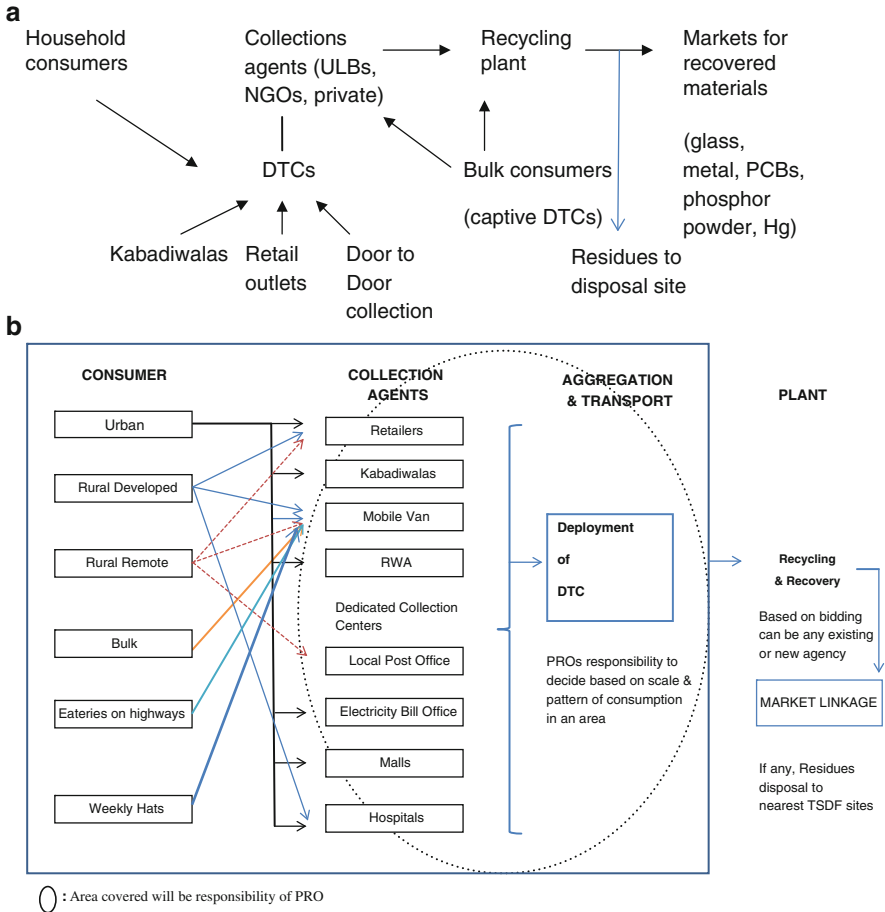 a
Household
consumers
Collections
agents (ULBs,
NGOs, private)
Recycling
plant
Markets for
recovered
materials
(glass,
metal, PCBs,
phosphor
powder, Hg)
DTCs
Bulk consumers
(captive DTCs)
Kabadiwalas
Retail
outlets
Door to
Door
collection
Residues to
disposal site
b
CONSUMER
Urban
Rural Developed
Rural Remote
Bulk
Eateries on highways
Weekly Hats
COLLECTION
AGENTS
Retailers
Kabadiwalas
Mobile Van
RWA
Dedicated Collection
Centers
Local Post Office
Electricity Bill Office
Malls
Hospitals
AGGREGATION
& TRANSPORT
Deployment
of
DTC
PROs responsibility to
decide based on scale &
pattern of consumption
in an area
PLANT
Recycling
& Recovery
Based on bidding
can be any existing
or new agency
MARKET LINKAGE
If any, Residues
disposal to
nearest TSDF sites
: Area covered will be responsibility of PRO